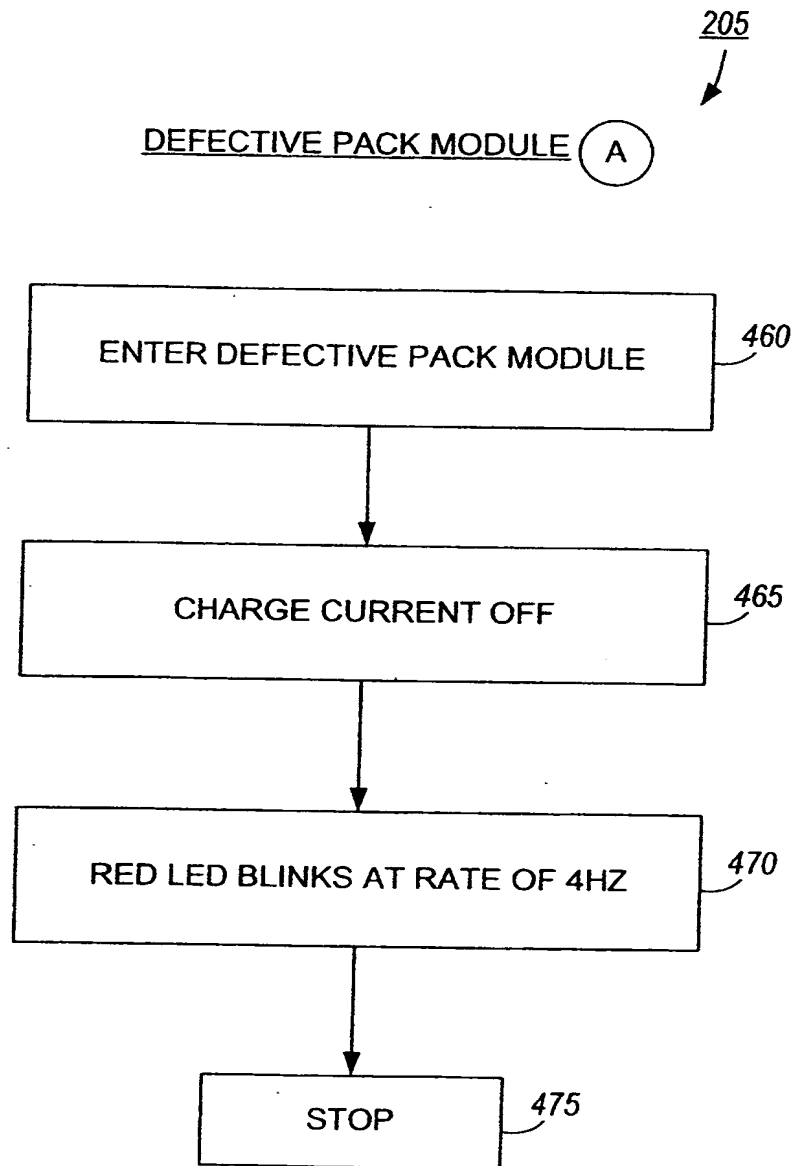 205
DEFECTIVE PACK MODULE A
ENTER DEFECTIVE PACK MODULE 460
CHARGE CURRENT OFF 465
RED LED BLINKS AT RATE OF 4HZ 470
STOP 475